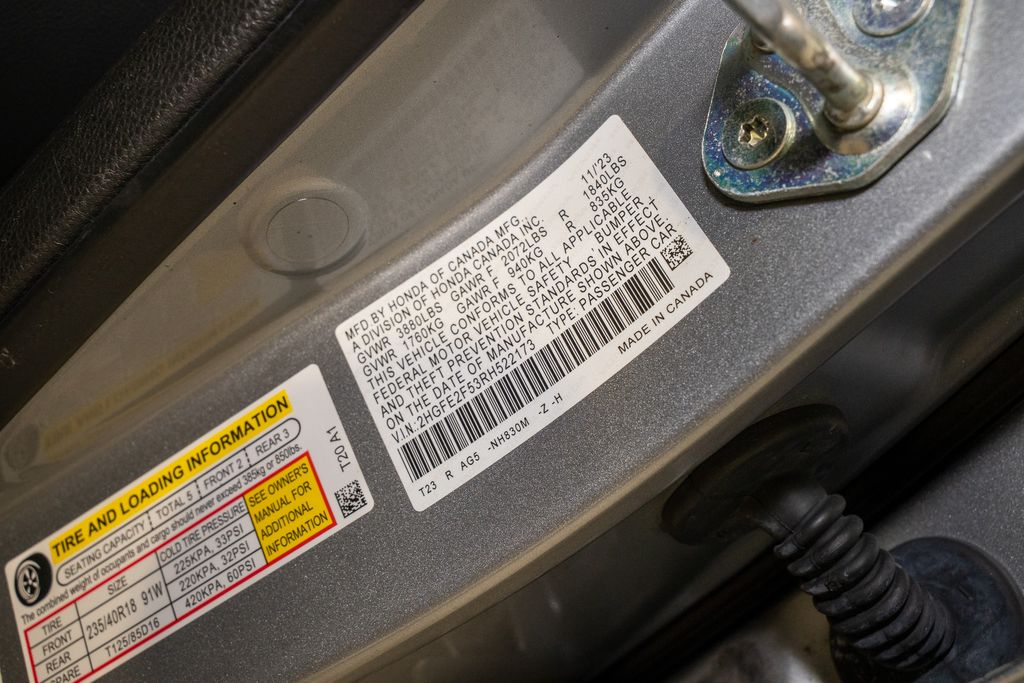 MFD BY HONDA OF CANADA MFG. 11/'23
A DIVISION OF HONDA CANADA INC.
GVWR 3880LBS GAWR F 2072LBS R 1840LBS
GVWR 1760KG GAWR F 940KG R 835KG
THIS VEHICLE CONFORMS TO ALL APPLICABLE
FEDERAL MOTOR VEHICLE SAFETY, BUMPER,
AND THEFT PREVENTION STANDARDS IN EFFECT
ON THE DATE OF MANUFACTURE SHOWN ABOVE.
V.I.N.:2HGFE2F53RH522173 TYPE: PASSENGER CAR
MADE IN CANADA
T23 R AG5 -NH830M -Z -H
TIRE AND LOADING INFORMATION
SEATING CAPACITY TOTAL 5 FRONT 2 REAR 3
The combined weight of occupants and cargo should never exceed 385kg or 850lbs.
TIRE SIZE COLD TIRE PRESSURE
FRONT 235/40R18 91W 225KPA, 33PSI
REAR 220KPA, 32PSI
SPARE T125/85D16 420KPA, 60PSI
SEE OWNER'S
MANUAL FOR
ADDITIONAL
INFORMATION
T20 A1